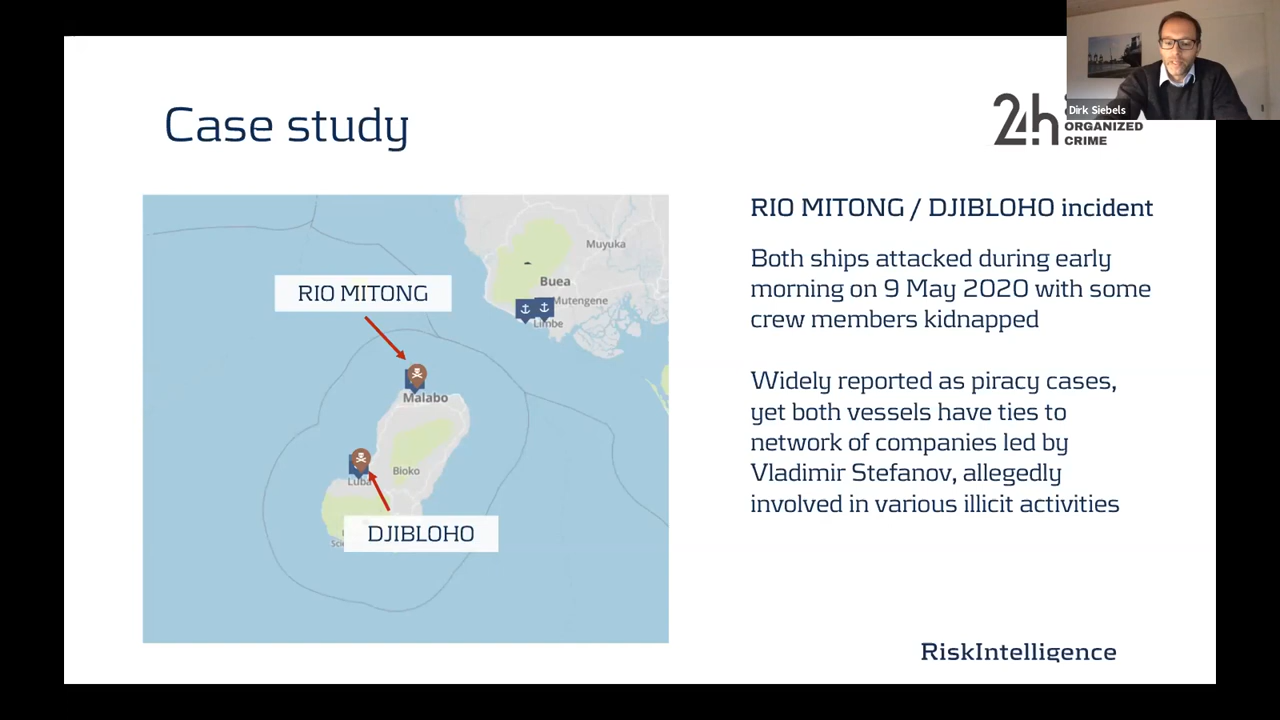 Case study
Dirk Siebels
24h
ORGANIZED
CRIME
RIO MITONG / DJIBLOHO incident
Both ships attacked during early
morning on 9 May 2020 with some
crew members kidnapped
Widely reported as piracy cases,
yet both vessels have ties to
network of companies led by
Vladimir Stefanov, allegedly
involved in various illicit activities
Muyuka
Buea
Mutengene
Limbe
RIO MITONG
Malabo
Bioko
Luba
DJIBLOHO
RiskIntelligence